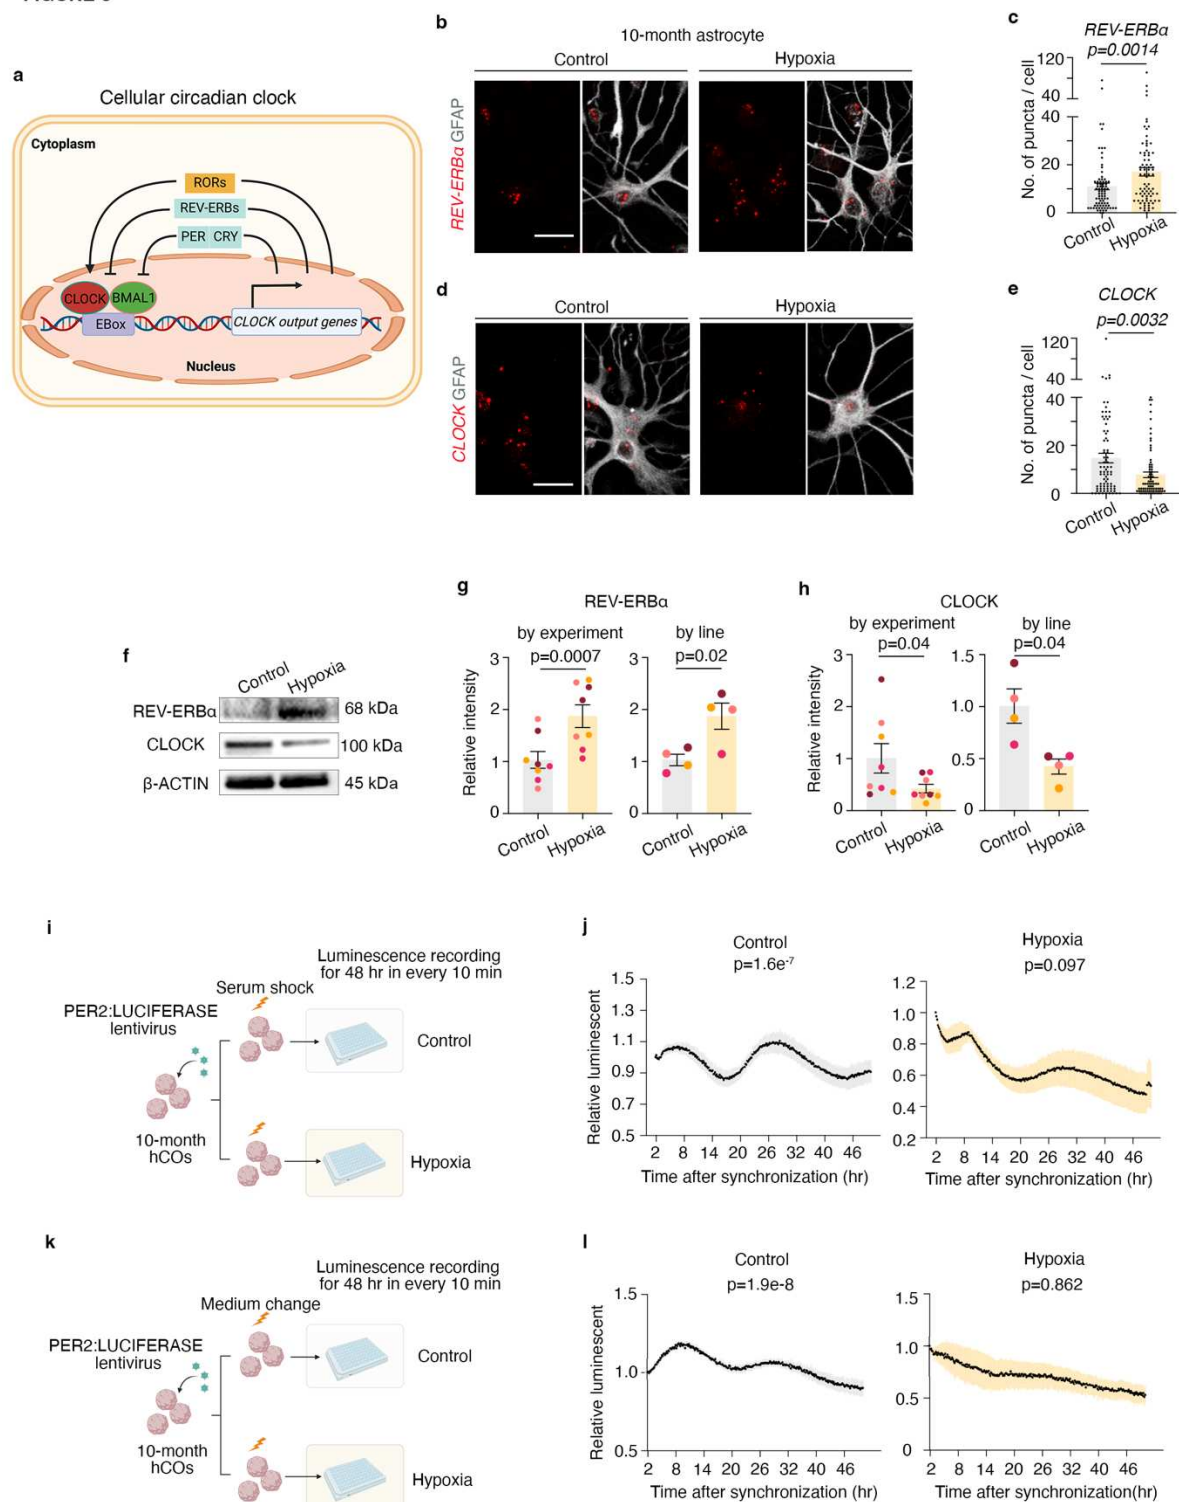 a
Cellular circadian clock
Cytoplasm
RORs
REV-ERBs
PER CRY
CLOCK BMAL1
EBox
CLOCK output genes
Nucleus
b
10-month astrocyte
Control Hypoxia
REV-ERBα GFAP
c
REV-ERBα
p=0.0014
No. of puncta / cell
120
40
40
20
0
Control Hypoxia
d
Control Hypoxia
CLOCK GFAP
e
CLOCK
p=0.0032
No. of puncta / cell
120
40
40
20
0
Control Hypoxia
f
Control Hypoxia
REV-ERBα 68 kDa
CLOCK 100 kDa
β-ACTIN 45 kDa
g
REV-ERBα
by experiment
p=0.0007
Relative intensity
3
2
1
0
Control Hypoxia
by line
p=0.02
3
2
1
0
Control Hypoxia
h
CLOCK
by experiment
p=0.04
Relative intensity
3
2
1
0
Control Hypoxia
by line
p=0.04
1.5
1.0
0.5
0
Control Hypoxia
i
Luminescence recording
for 48 hr in every 10 min
Serum shock
PER2:LUCIFERASE
lentivirus
Control
10-month
hCOs
Hypoxia
j
Control
p=1.6e-7
Relative luminescent
1.5
1.3
1.1
0.9
0.7
0.5
2 8 14 20 26 32 40 46
Time after synchronization (hr)
Hypoxia
p=0.097
1.2
1.0
0.8
0.6
0.4
0.2
2 8 14 20 26 32 40 46
Time after synchronization (hr)
k
Luminescence recording
for 48 hr in every 10 min
Medium change
PER2:LUCIFERASE
lentivirus
Control
10-month
hCOs
Hypoxia
l
Control
p=1.9e-8
Relative luminescent
1.5
1.0
0.5
2 8 14 20 26 32 40 46
Time after synchronization (hr)
Hypoxia
p=0.862
1.5
1.0
0.5
0
2 8 14 20 26 32 40 46
Time after synchronization(hr)